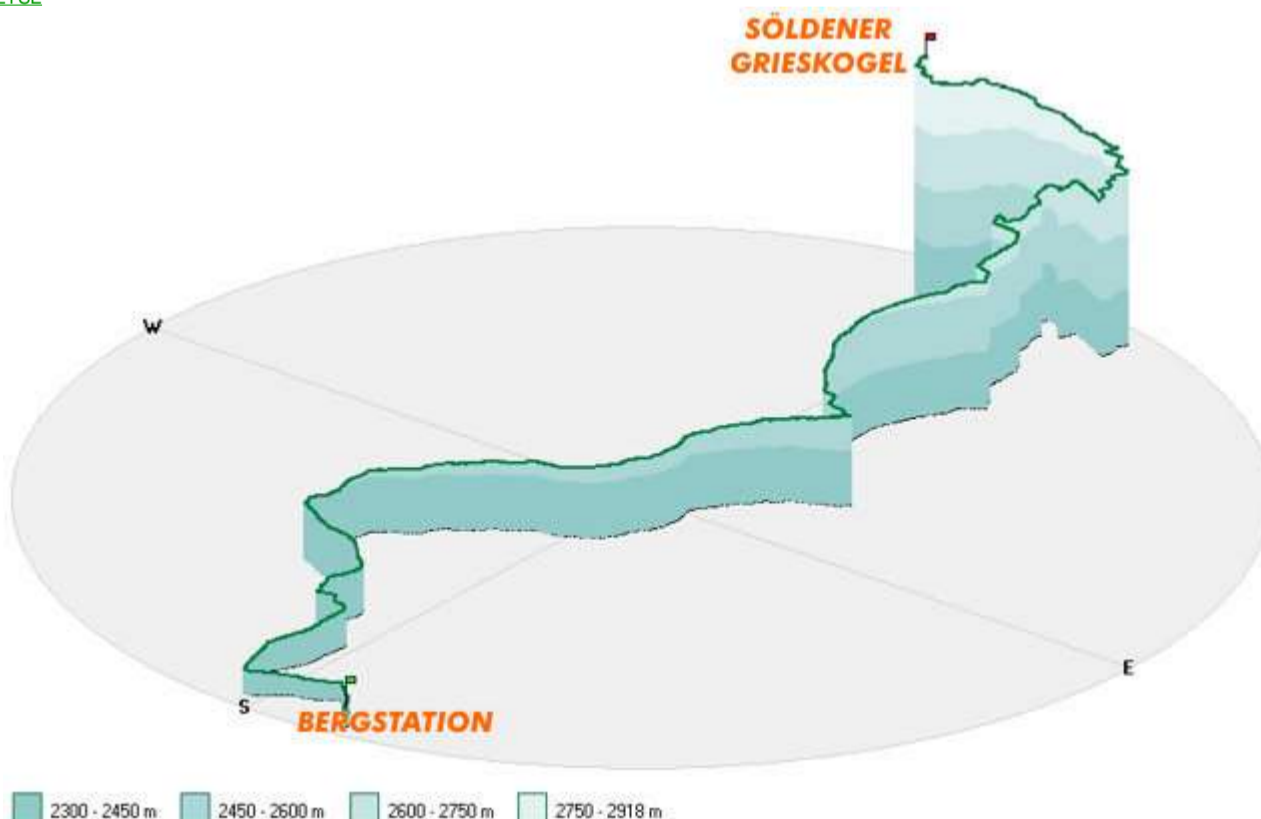 SÖLDENER
GRIESKOGEL
W
E
S
BERGSTATION
2300 - 2450 m 2450 - 2600 m 2600 - 2750 m 2750 - 2918 m